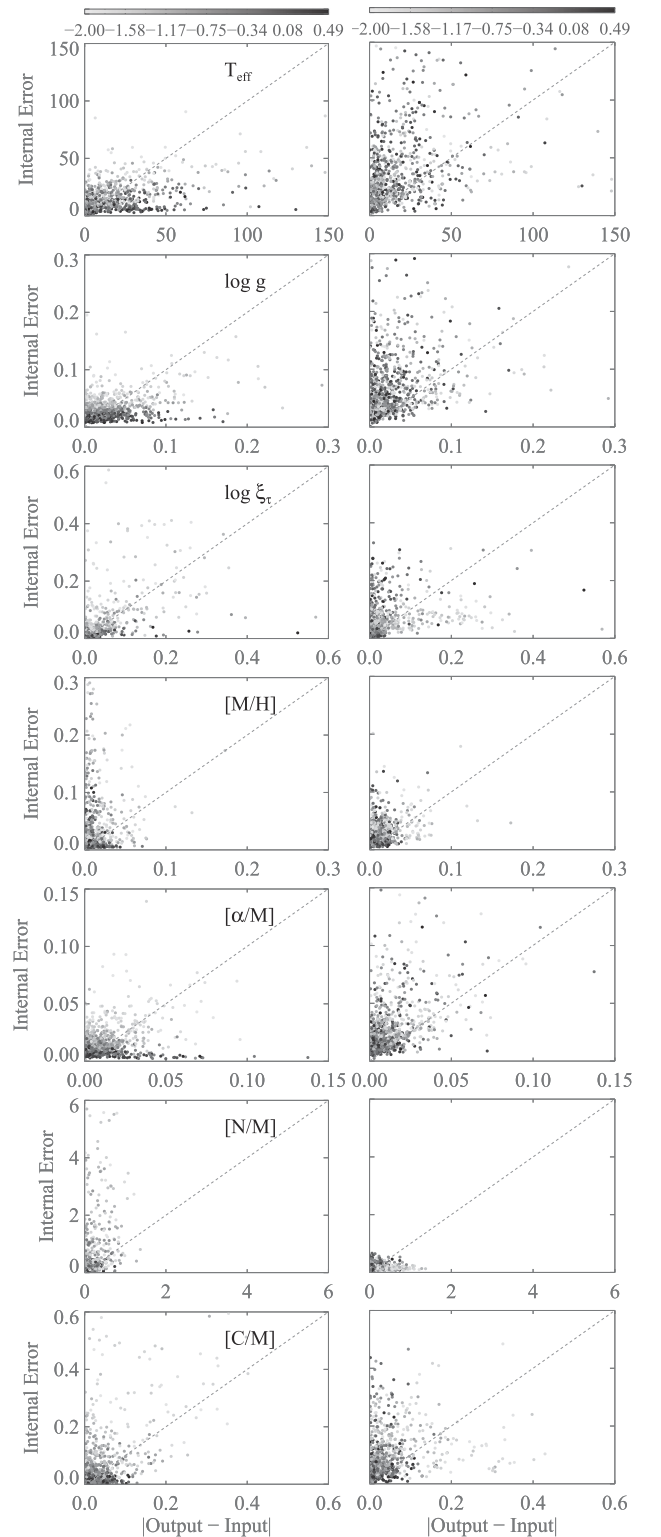 −2.00−1.58−1.17−0.75−0.34 0.08 0.49
−2.00−1.58−1.17−0.75−0.34 0.08 0.49
150
100
50
0
Internal Error
T_eff
0 50 100 150
0 50 100 150
0.3
0.2
0.1
0.0
Internal Error
log g
0.0 0.1 0.2 0.3
0.0 0.1 0.2 0.3
0.6
0.4
0.2
0.0
Internal Error
log ξ_τ
0.0 0.2 0.4 0.6
0.0 0.2 0.4 0.6
0.3
0.2
0.1
0.0
Internal Error
[M/H]
0.0 0.1 0.2 0.3
0.0 0.1 0.2 0.3
0.15
0.10
0.05
0.00
Internal Error
[α/M]
0.00 0.05 0.10 0.15
0.00 0.05 0.10 0.15
6
4
2
0
Internal Error
[N/M]
0 2 4 6
0 2 4 6
0.6
0.4
0.2
0.0
Internal Error
[C/M]
0.0 0.2 0.4 0.6
0.0 0.2 0.4 0.6
|Output − Input|
|Output − Input|